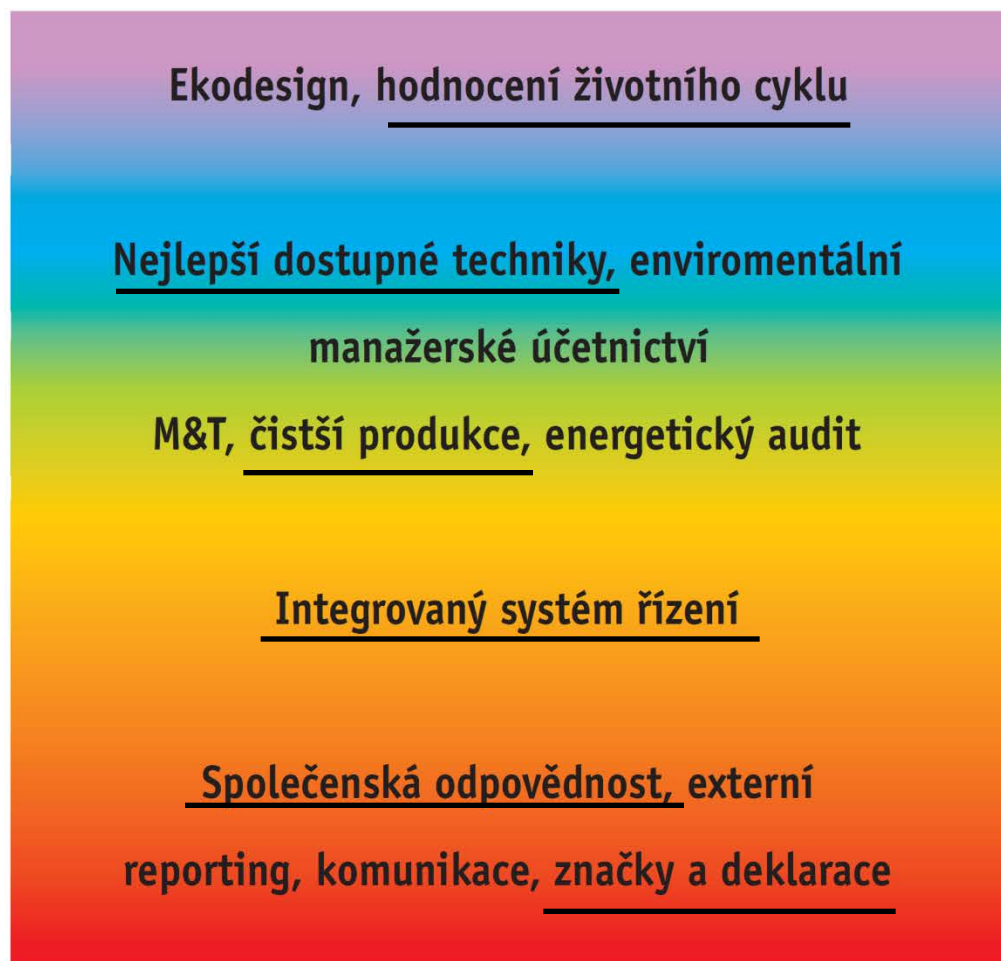 Ekodesign, hodnocení životního cyklu
Nejlepší dostupné techniky, enviromentální
manažerské účetnictví
M&T, čistší produkce, energetický audit
Integrovaný systém řízení
Společenská odpovědnost, externí
reporting, komunikace, značky a deklarace